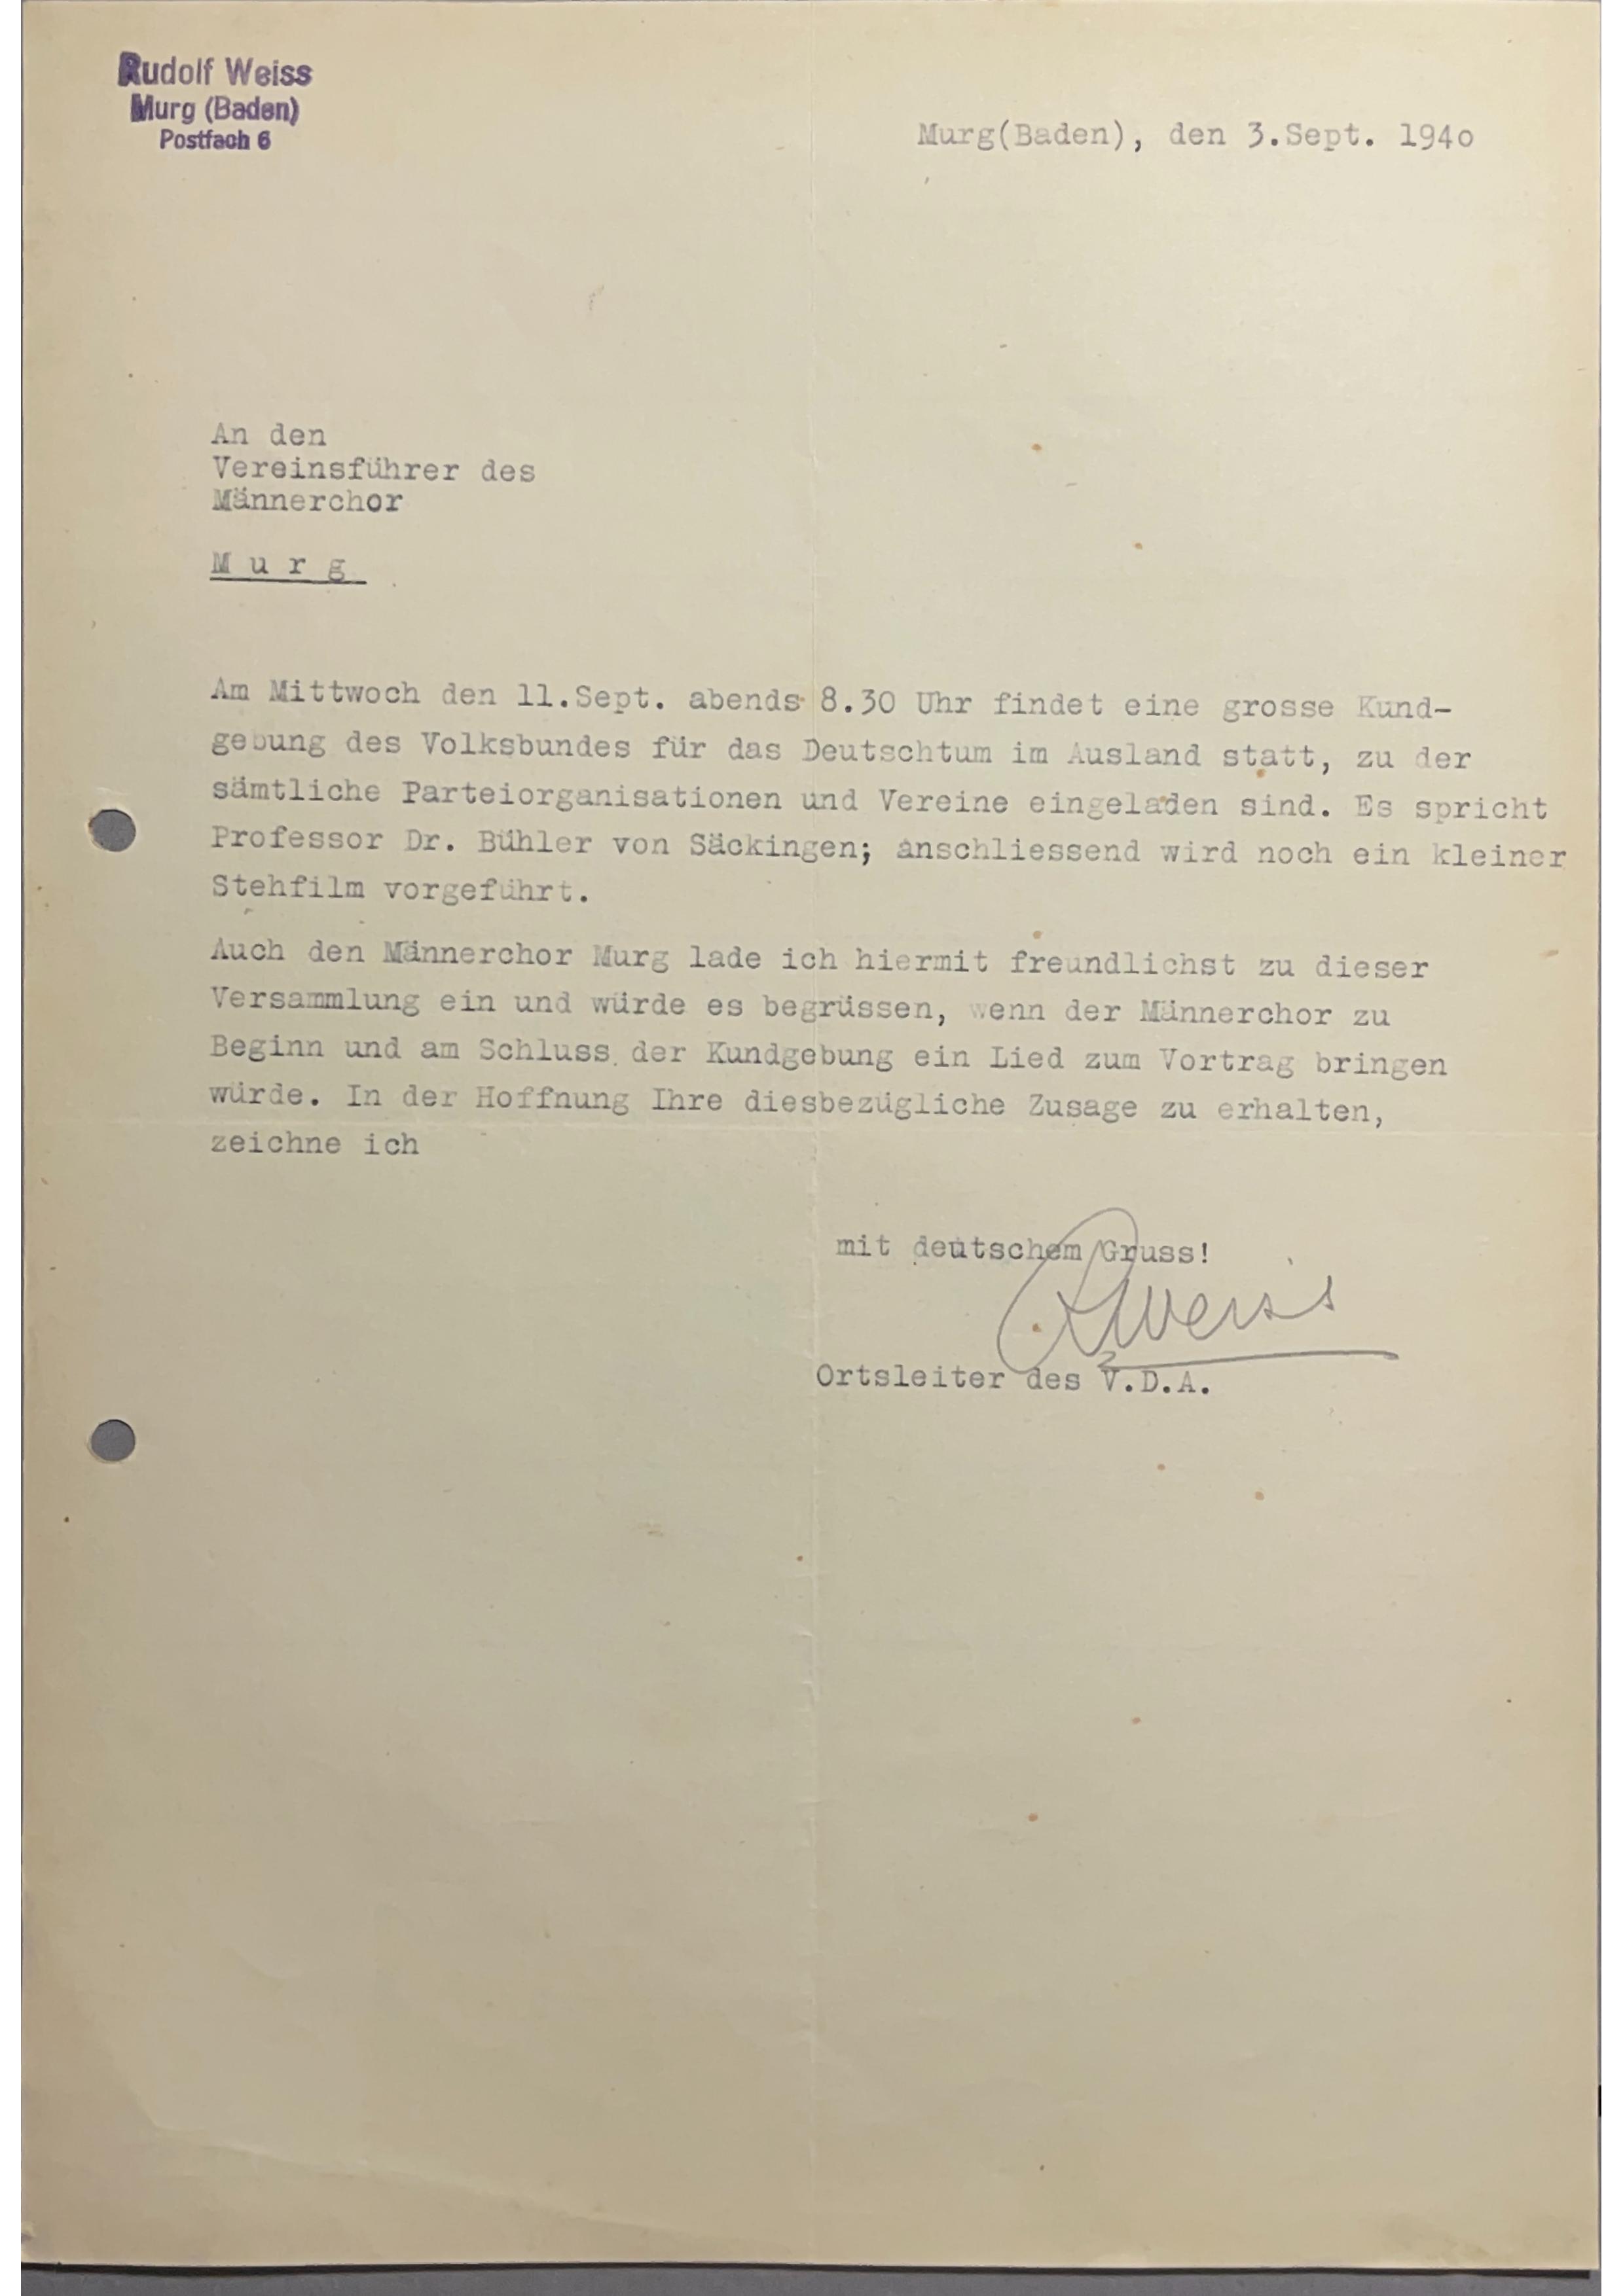 Rudolf Weiss
Murg (Baden)
Postfach 6
Murg(Baden), den 3.Sept. 194o
An den
Vereinsführer des
Männerchor
M u r g
Am Mittwoch den 11.Sept. abends 8.30 Uhr findet eine grosse Kund-
gebung des Volksbundes für das Deutschtum im Ausland statt, zu der
sämtliche Parteiorganisationen und Vereine eingeladen sind. Es spricht
Professor Dr. Bühler von Säckingen; anschliessend wird noch ein kleiner
Stehfilm vorgeführt.
Auch den Männerchor Murg lade ich hiermit freundlichst zu dieser
Versammlung ein und würde es begrüssen, wenn der Männerchor zu
Beginn und am Schluss der Kundgebung ein Lied zum Vortrag bringen
würde. In der Hoffnung Ihre diesbezügliche Zusage zu erhalten,
zeichne ich
mit deutschem Gruss!
RWeiss
Ortsleiter des V.D.A.